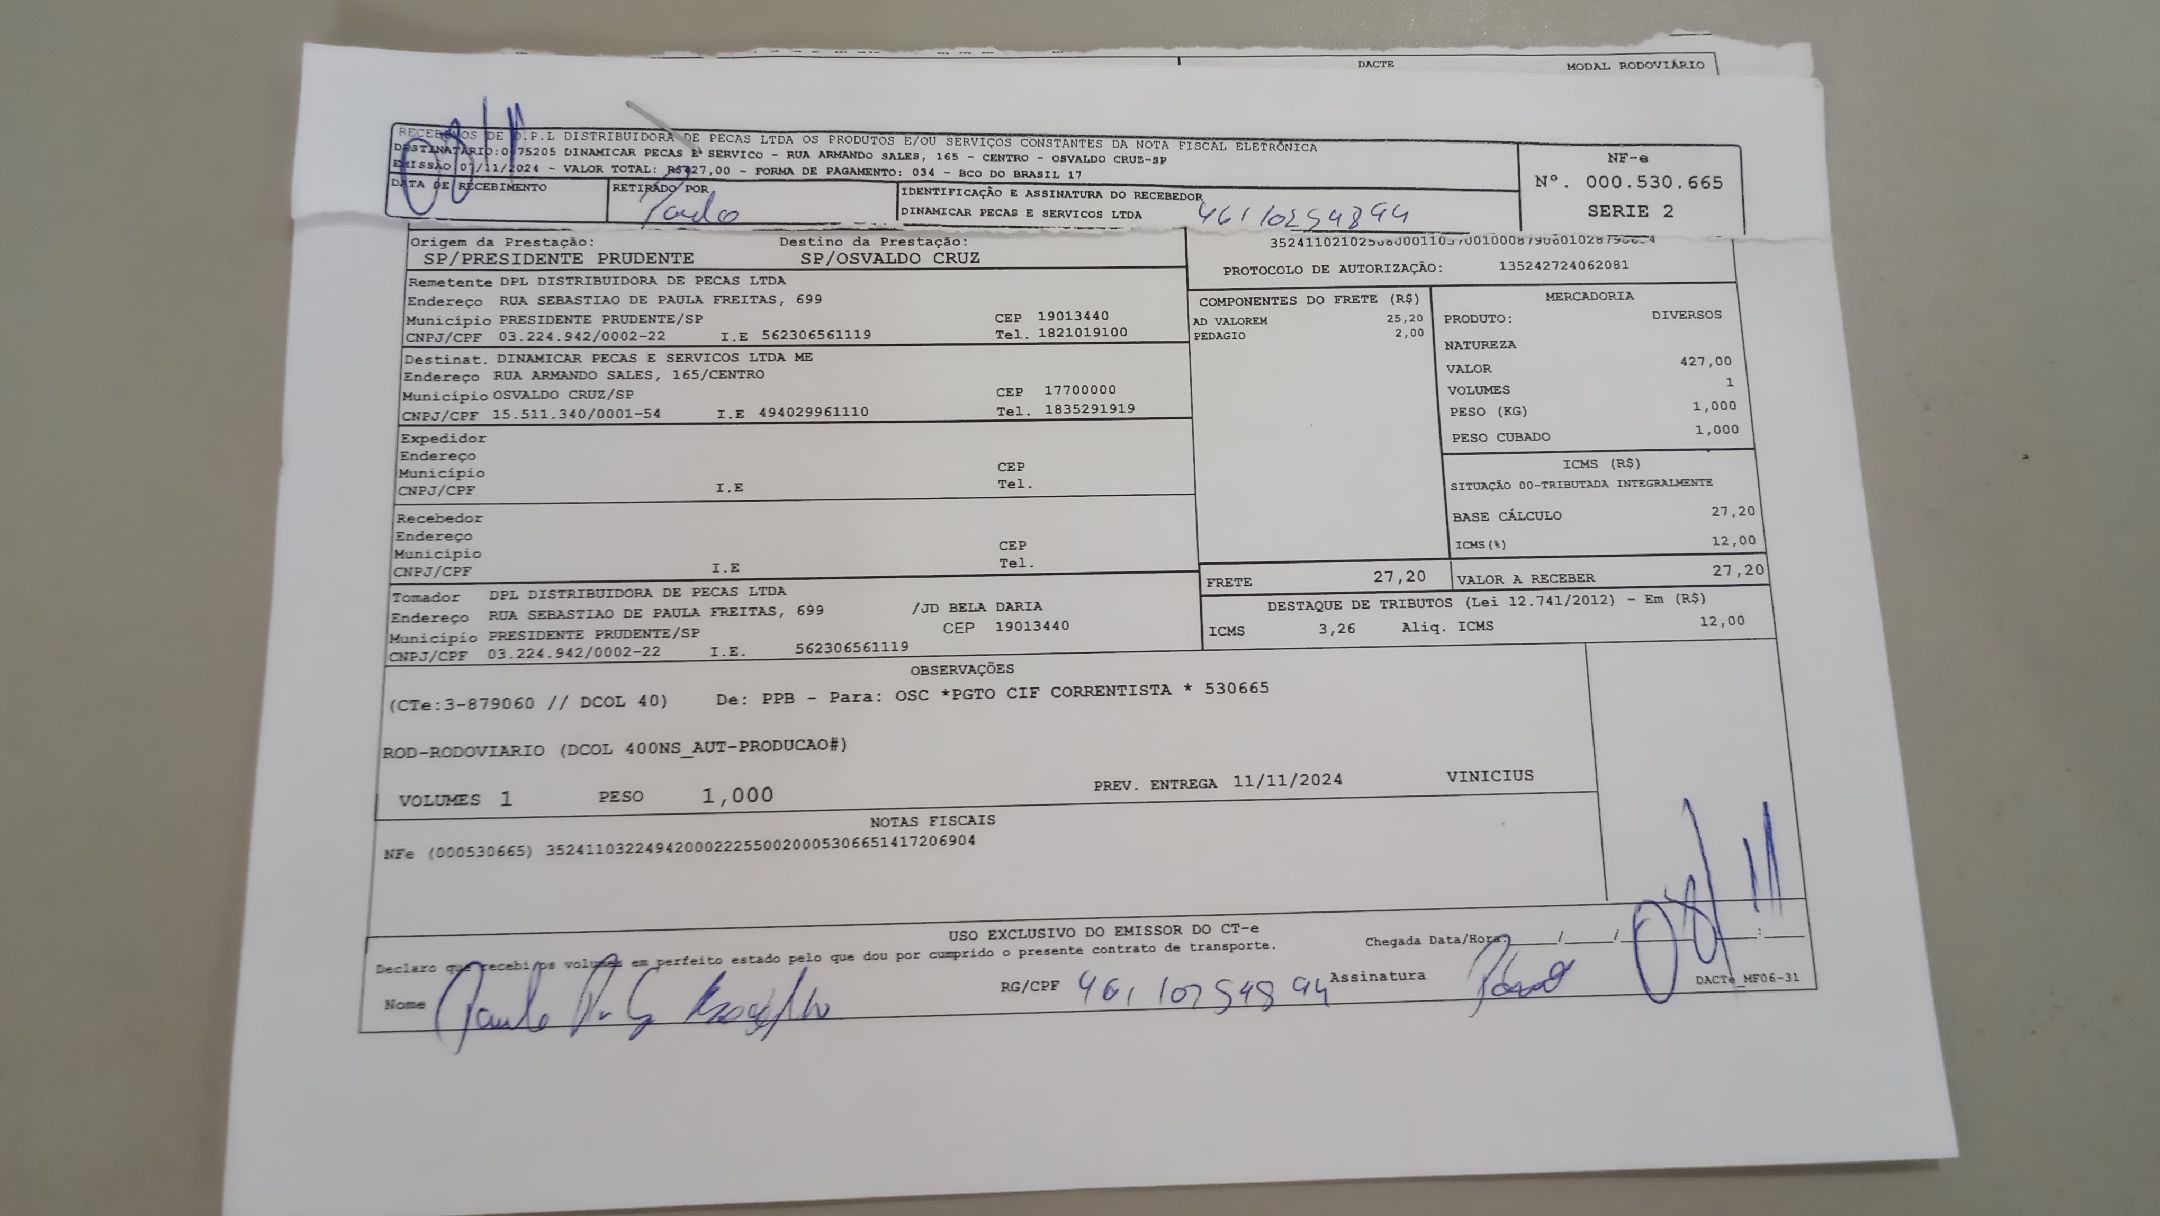 DACTE MODAL RODOVIÁRIO
RECEBEMOS DE D.P.L DISTRIBUIDORA DE PECAS LTDA OS PRODUTOS E/OU SERVIÇOS CONSTANTES DA NOTA FISCAL ELETRÔNICA
DESTINATÁRIO:0075205 DINAMICAR PECAS E SERVICO - RUA ARMANDO SALES, 165 - CENTRO - OSVALDO CRUZ-SP
EMISSÃO 07/11/2024 - VALOR TOTAL: R$427,00 - FORMA DE PAGAMENTO: 034 - BCO DO BRASIL 17
NF-e
Nº. 000.530.665
SERIE 2
DATA DE RECEBIMENTO
08/11
RETIRADO POR
Paulo
IDENTIFICAÇÃO E ASSINATURA DO RECEBEDOR
DINAMICAR PECAS E SERVICOS LTDA
Origem da Prestação: Destino da Prestação:
SP/PRESIDENTE PRUDENTE SP/OSVALDO CRUZ
PROTOCOLO DE AUTORIZAÇÃO: 135242724062081
Remetente DPL DISTRIBUIDORA DE PECAS LTDA
Endereço RUA SEBASTIAO DE PAULA FREITAS, 699
Município PRESIDENTE PRUDENTE/SP CEP 19013440
CNPJ/CPF 03.224.942/0002-22 I.E 562306561119 Tel. 1821019100
Destinat. DINAMICAR PECAS E SERVICOS LTDA ME
Endereço RUA ARMANDO SALES, 165/CENTRO
Município OSVALDO CRUZ/SP CEP 17700000
CNPJ/CPF 15.511.340/0001-54 I.E 494029961110 Tel. 1835291919
Expedidor
Endereço
Município CEP
CNPJ/CPF I.E Tel.
Recebedor
Endereço
Município CEP
CNPJ/CPF I.E Tel.
Tomador DPL DISTRIBUIDORA DE PECAS LTDA
Endereço RUA SEBASTIAO DE PAULA FREITAS, 699 /JD BELA DARIA
Município PRESIDENTE PRUDENTE/SP CEP 19013440
CNPJ/CPF 03.224.942/0002-22 I.E. 562306561119
COMPONENTES DO FRETE (R$)
AD VALOREM 25,20
PEDAGIO 2,00
MERCADORIA
PRODUTO: DIVERSOS
NATUREZA
VALOR 427,00
VOLUMES 1
PESO (KG) 1,000
PESO CUBADO 1,000
ICMS (R$)
SITUAÇÃO 00-TRIBUTADA INTEGRALMENTE
BASE CÁLCULO 27,20
ICMS(%) 12,00
FRETE 27,20 VALOR A RECEBER 27,20
DESTAQUE DE TRIBUTOS (Lei 12.741/2012) - Em (R$)
ICMS 3,26 Aliq. ICMS 12,00
OBSERVAÇÕES
(CTe:3-879060 // DCOL 40) De: PPB - Para: OSC *PGTO CIF CORRENTISTA * 530665
ROD-RODOVIARIO (DCOL 400NS_AUT-PRODUCAO#)
VOLUMES 1 PESO 1,000 PREV. ENTREGA 11/11/2024 VINICIUS
NOTAS FISCAIS
NFe (000530665) 35241103224942000222550020005306651417206904
USO EXCLUSIVO DO EMISSOR DO CT-e
Declaro que recebi os volumes em perfeito estado pelo que dou por cumprido o presente contrato de transporte.
Chegada Data/Hora: 08/11
Nome Paulo
RG/CPF
Assinatura
DACTe_MF06-31